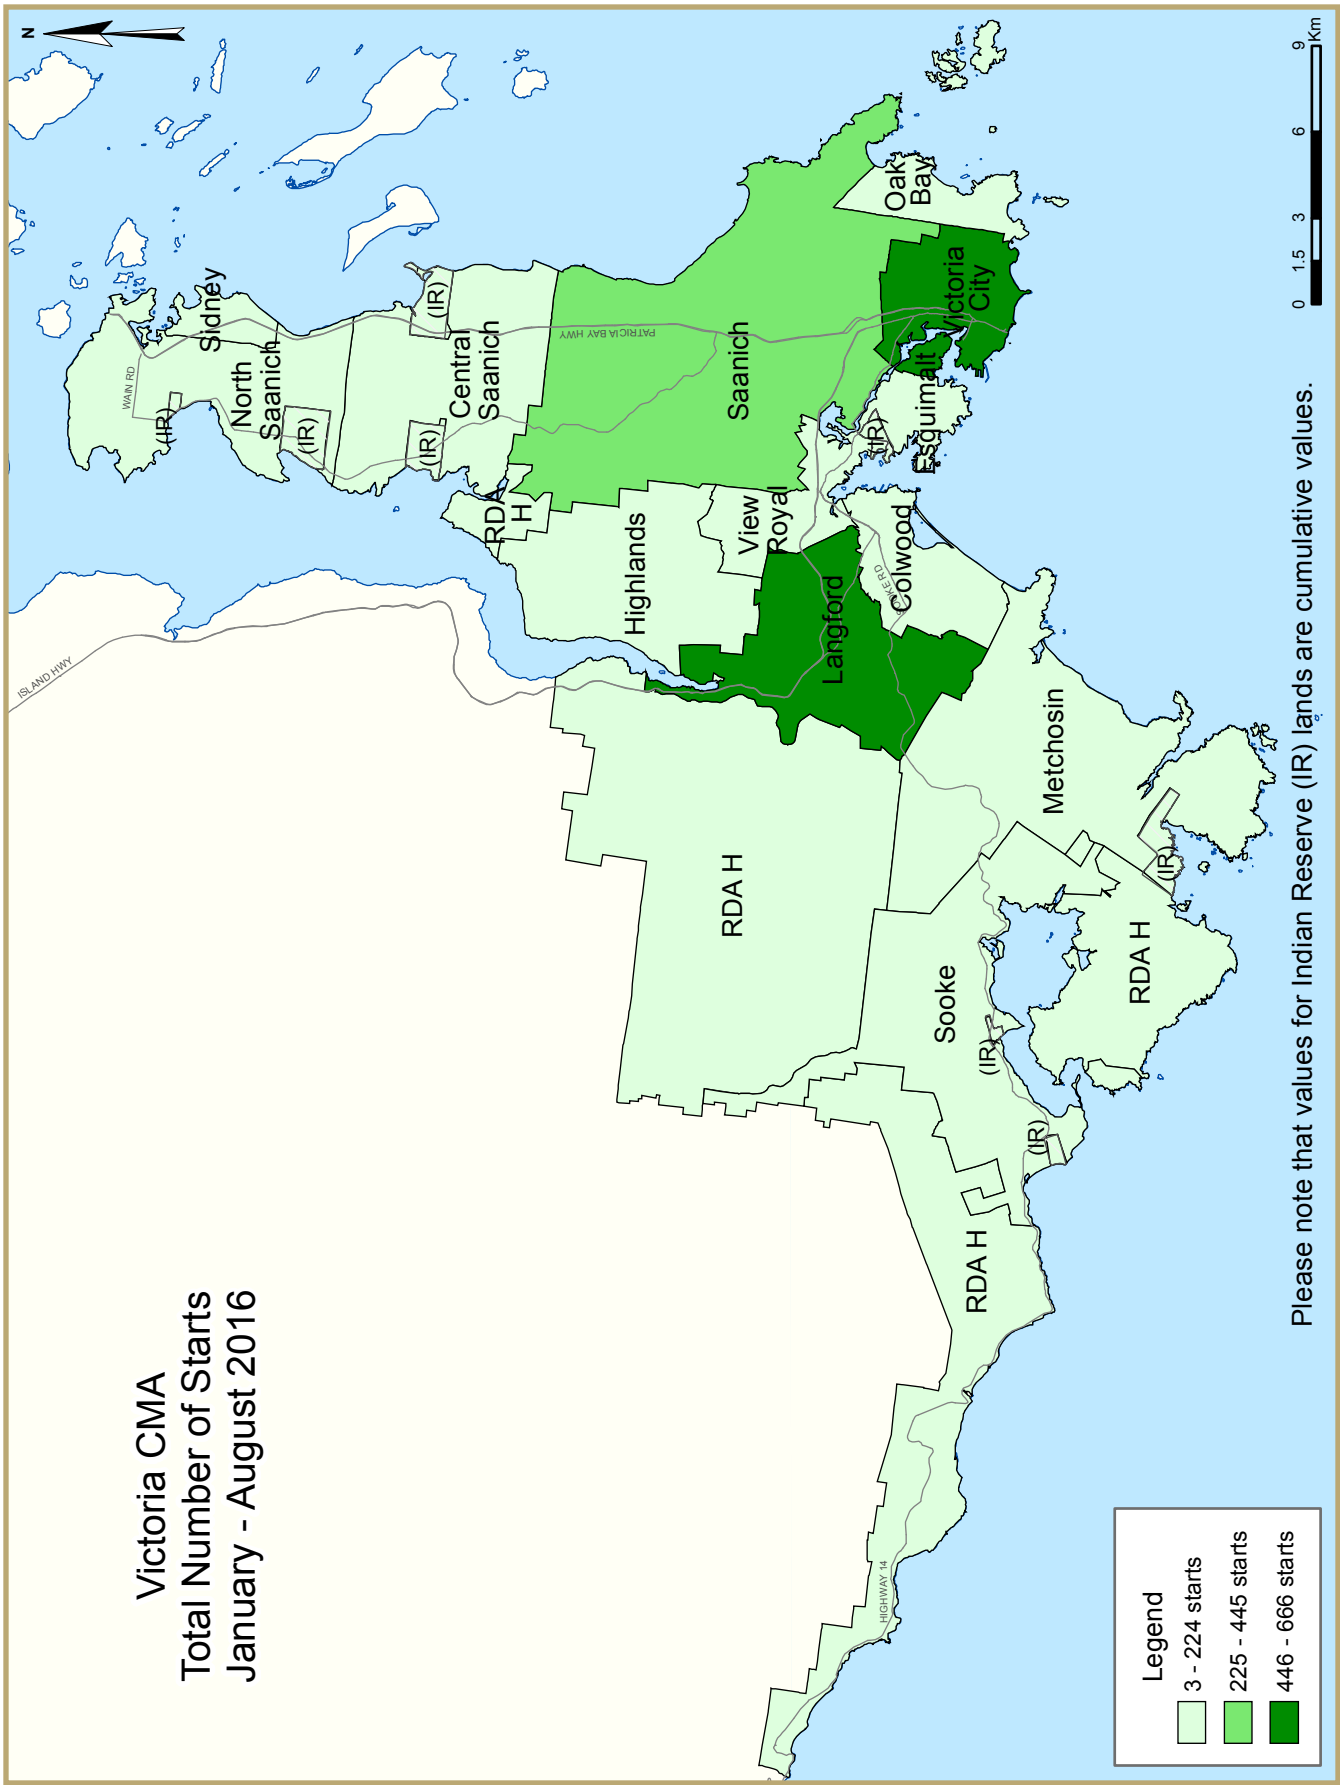 Victoria CMA
Total Number of Starts
January - August 2016
N
ISLAND HWY
WAIN RD
(IR)
Sidney
North
Saanich
(IR)
(IR)
(IR)
Central
Saanich
RDA
H
PATRICIA BAY HWY
Highlands
Saanich
View
Royal
Langford
SOOKE RD
Colwood
(IR)
Esquimalt
Victoria
City
Oak
Bay
RDA H
Metchosin
Sooke
(IR)
(IR)
(IR)
RDA H
RDA H
HIGHWAY 14
Legend
3 - 224 starts
225 - 445 starts
446 - 666 starts
0 1.5 3 6 9
Km
Please note that values for Indian Reserve (IR) lands are cumulative values.